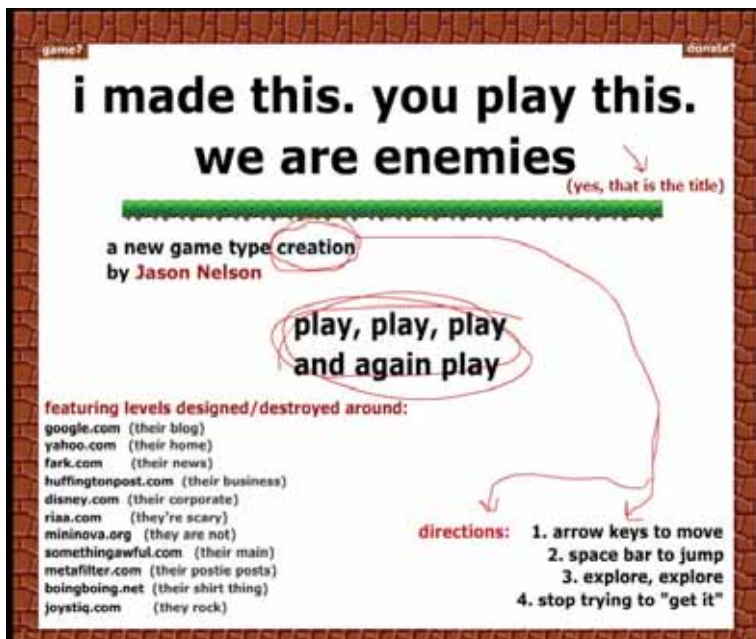 game?
donate?
i made this. you play this.
we are enemies
(yes, that is the title)
a new game type creation
by Jason Nelson
play, play, play
and again play
featuring levels designed/destroyed around:
google.com (their blog)
yahoo.com (their home)
fark.com (their news)
huffingtonpost.com (their business)
disney.com (their corporate)
riaa.com (they're scary)
mininova.org (they are not)
somethingawful.com (their main)
metafilter.com (their postie posts)
boingboing.net (their shirt thing)
joystiq.com (they rock)
directions: 1. arrow keys to move
2. space bar to jump
3. explore, explore
4. stop trying to "get it"